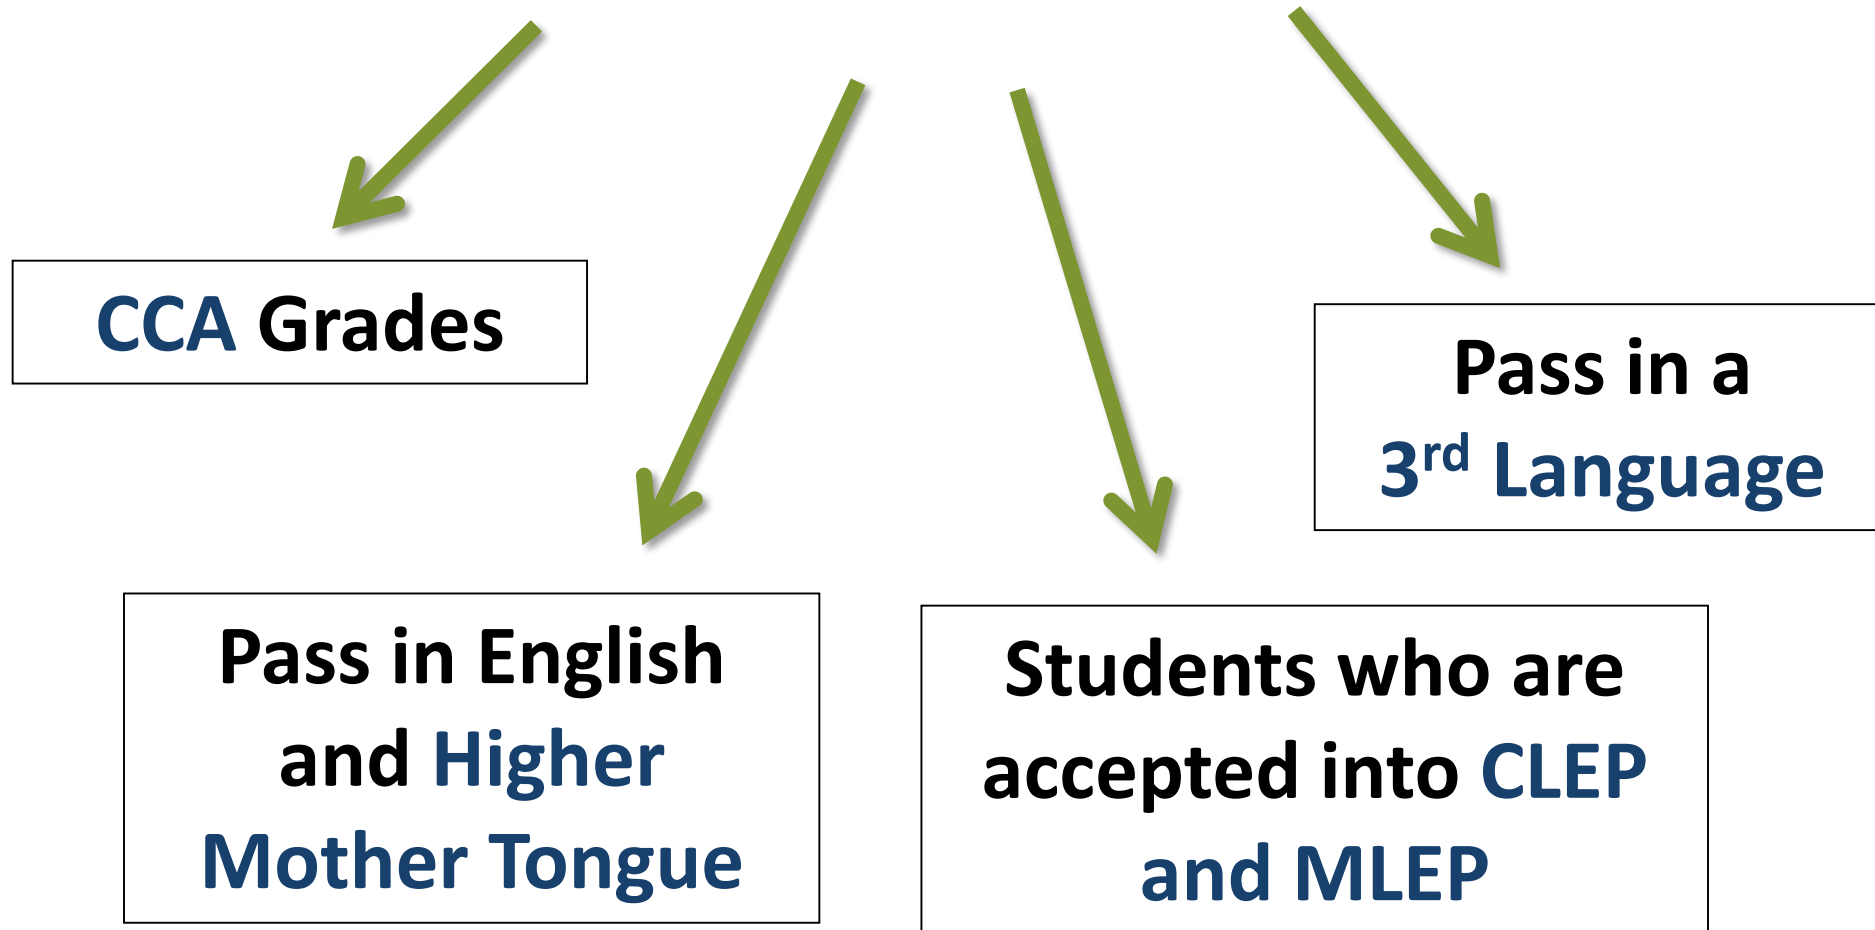 CCA Grades
Pass in a
3rd Language
Pass in English
and Higher
Mother Tongue
Students who are
accepted into CLEP
and MLEP